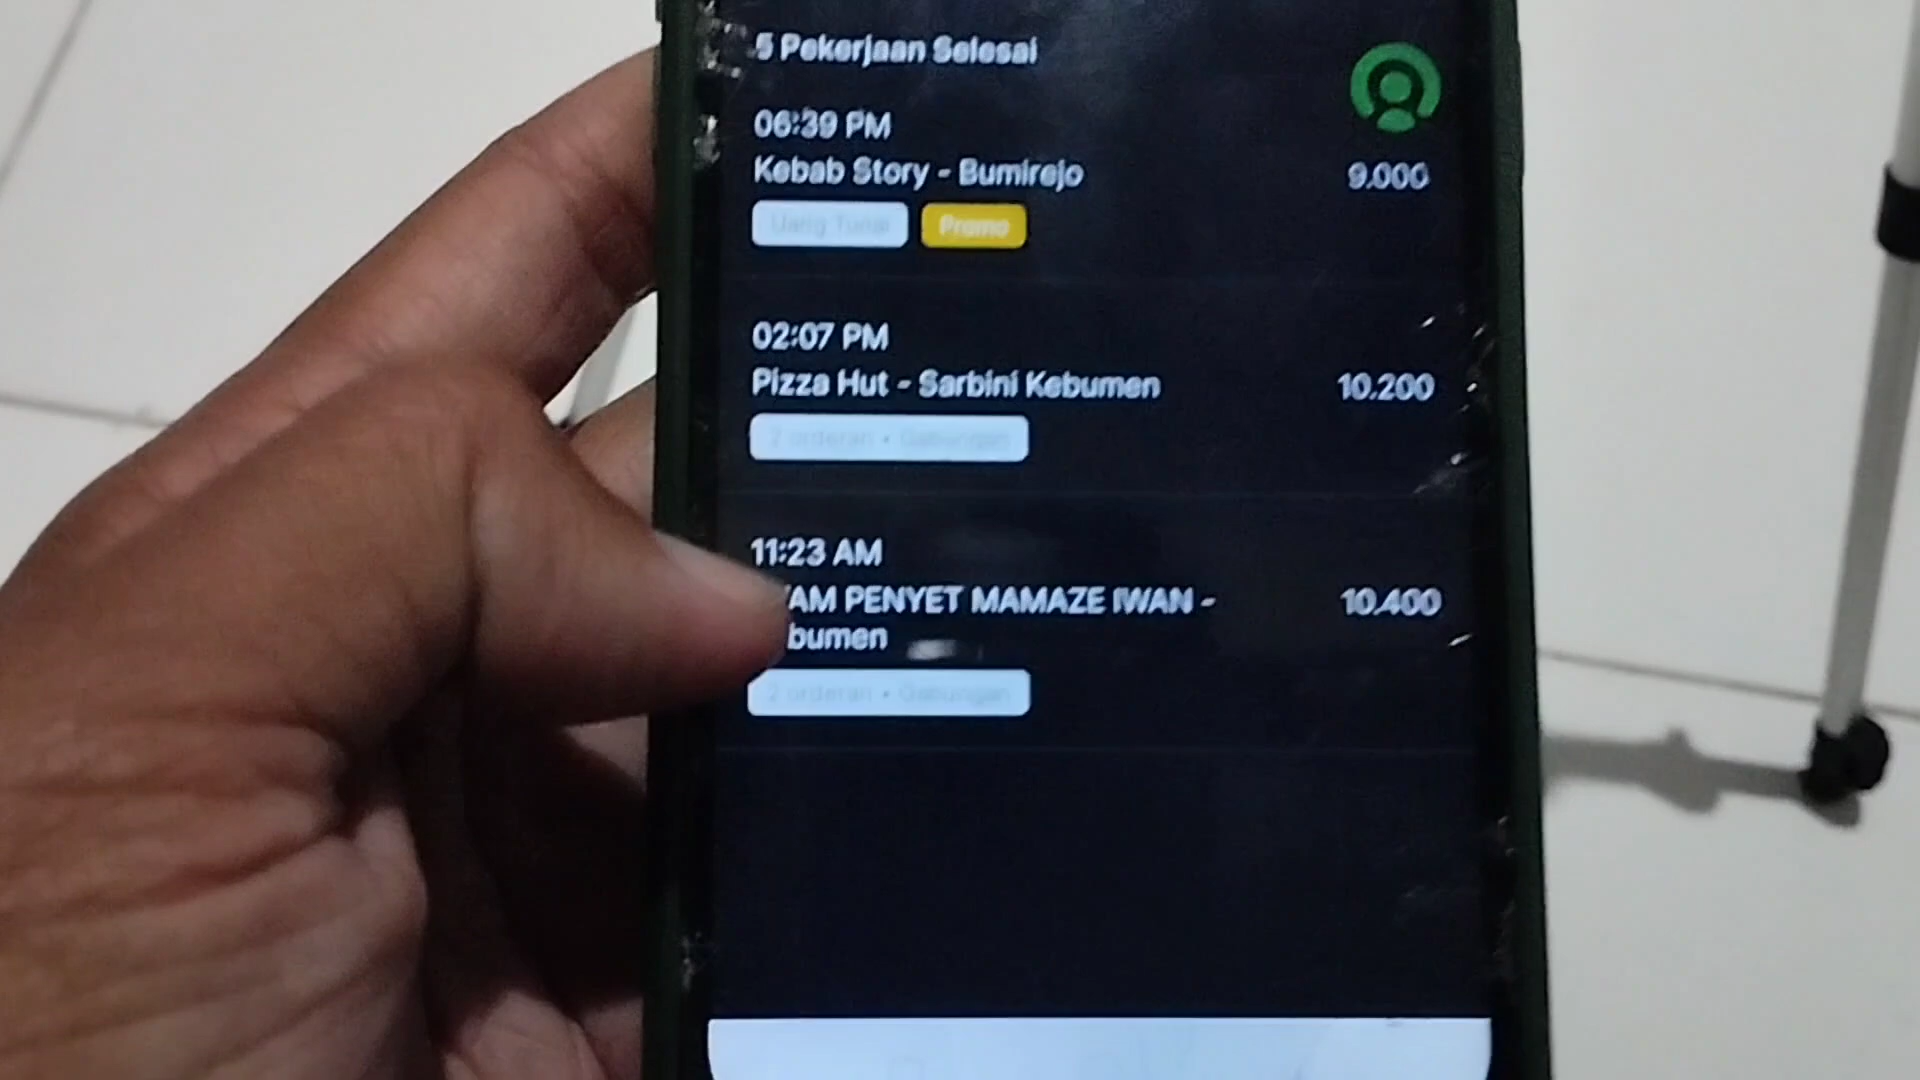 5 Pekerjaan Selesai
06:39 PM
Kebab Story - Bumirejo
9.000
Uang Tunai
Promo
02:07 PM
Pizza Hut - Sarbini Kebumen
10.200
2 orderan • Gabungan
11:23 AM
YAM PENYET MAMAZE IWAN -
10.400
bumen
2 orderan • Gabungan